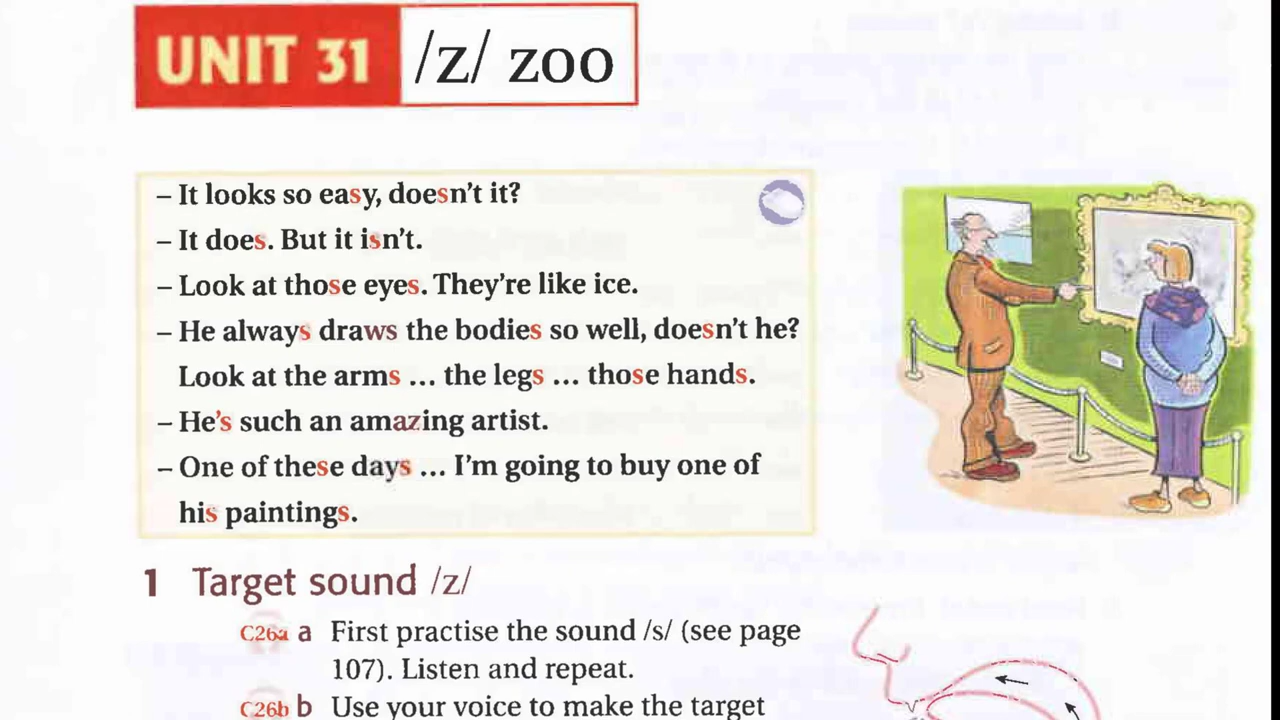 UNIT 31 /z/ zoo
– It looks so easy, doesn't it?
– It does. But it isn't.
– Look at those eyes. They're like ice.
– He always draws the bodies so well, doesn't he?
Look at the arms ... the legs ... those hands.
– He's such an amazing artist.
– One of these days ... I'm going to buy one of
his paintings.
1 Target sound /z/
C26a a First practise the sound /s/ (see page
107). Listen and repeat.
C26b b Use your voice to make the target